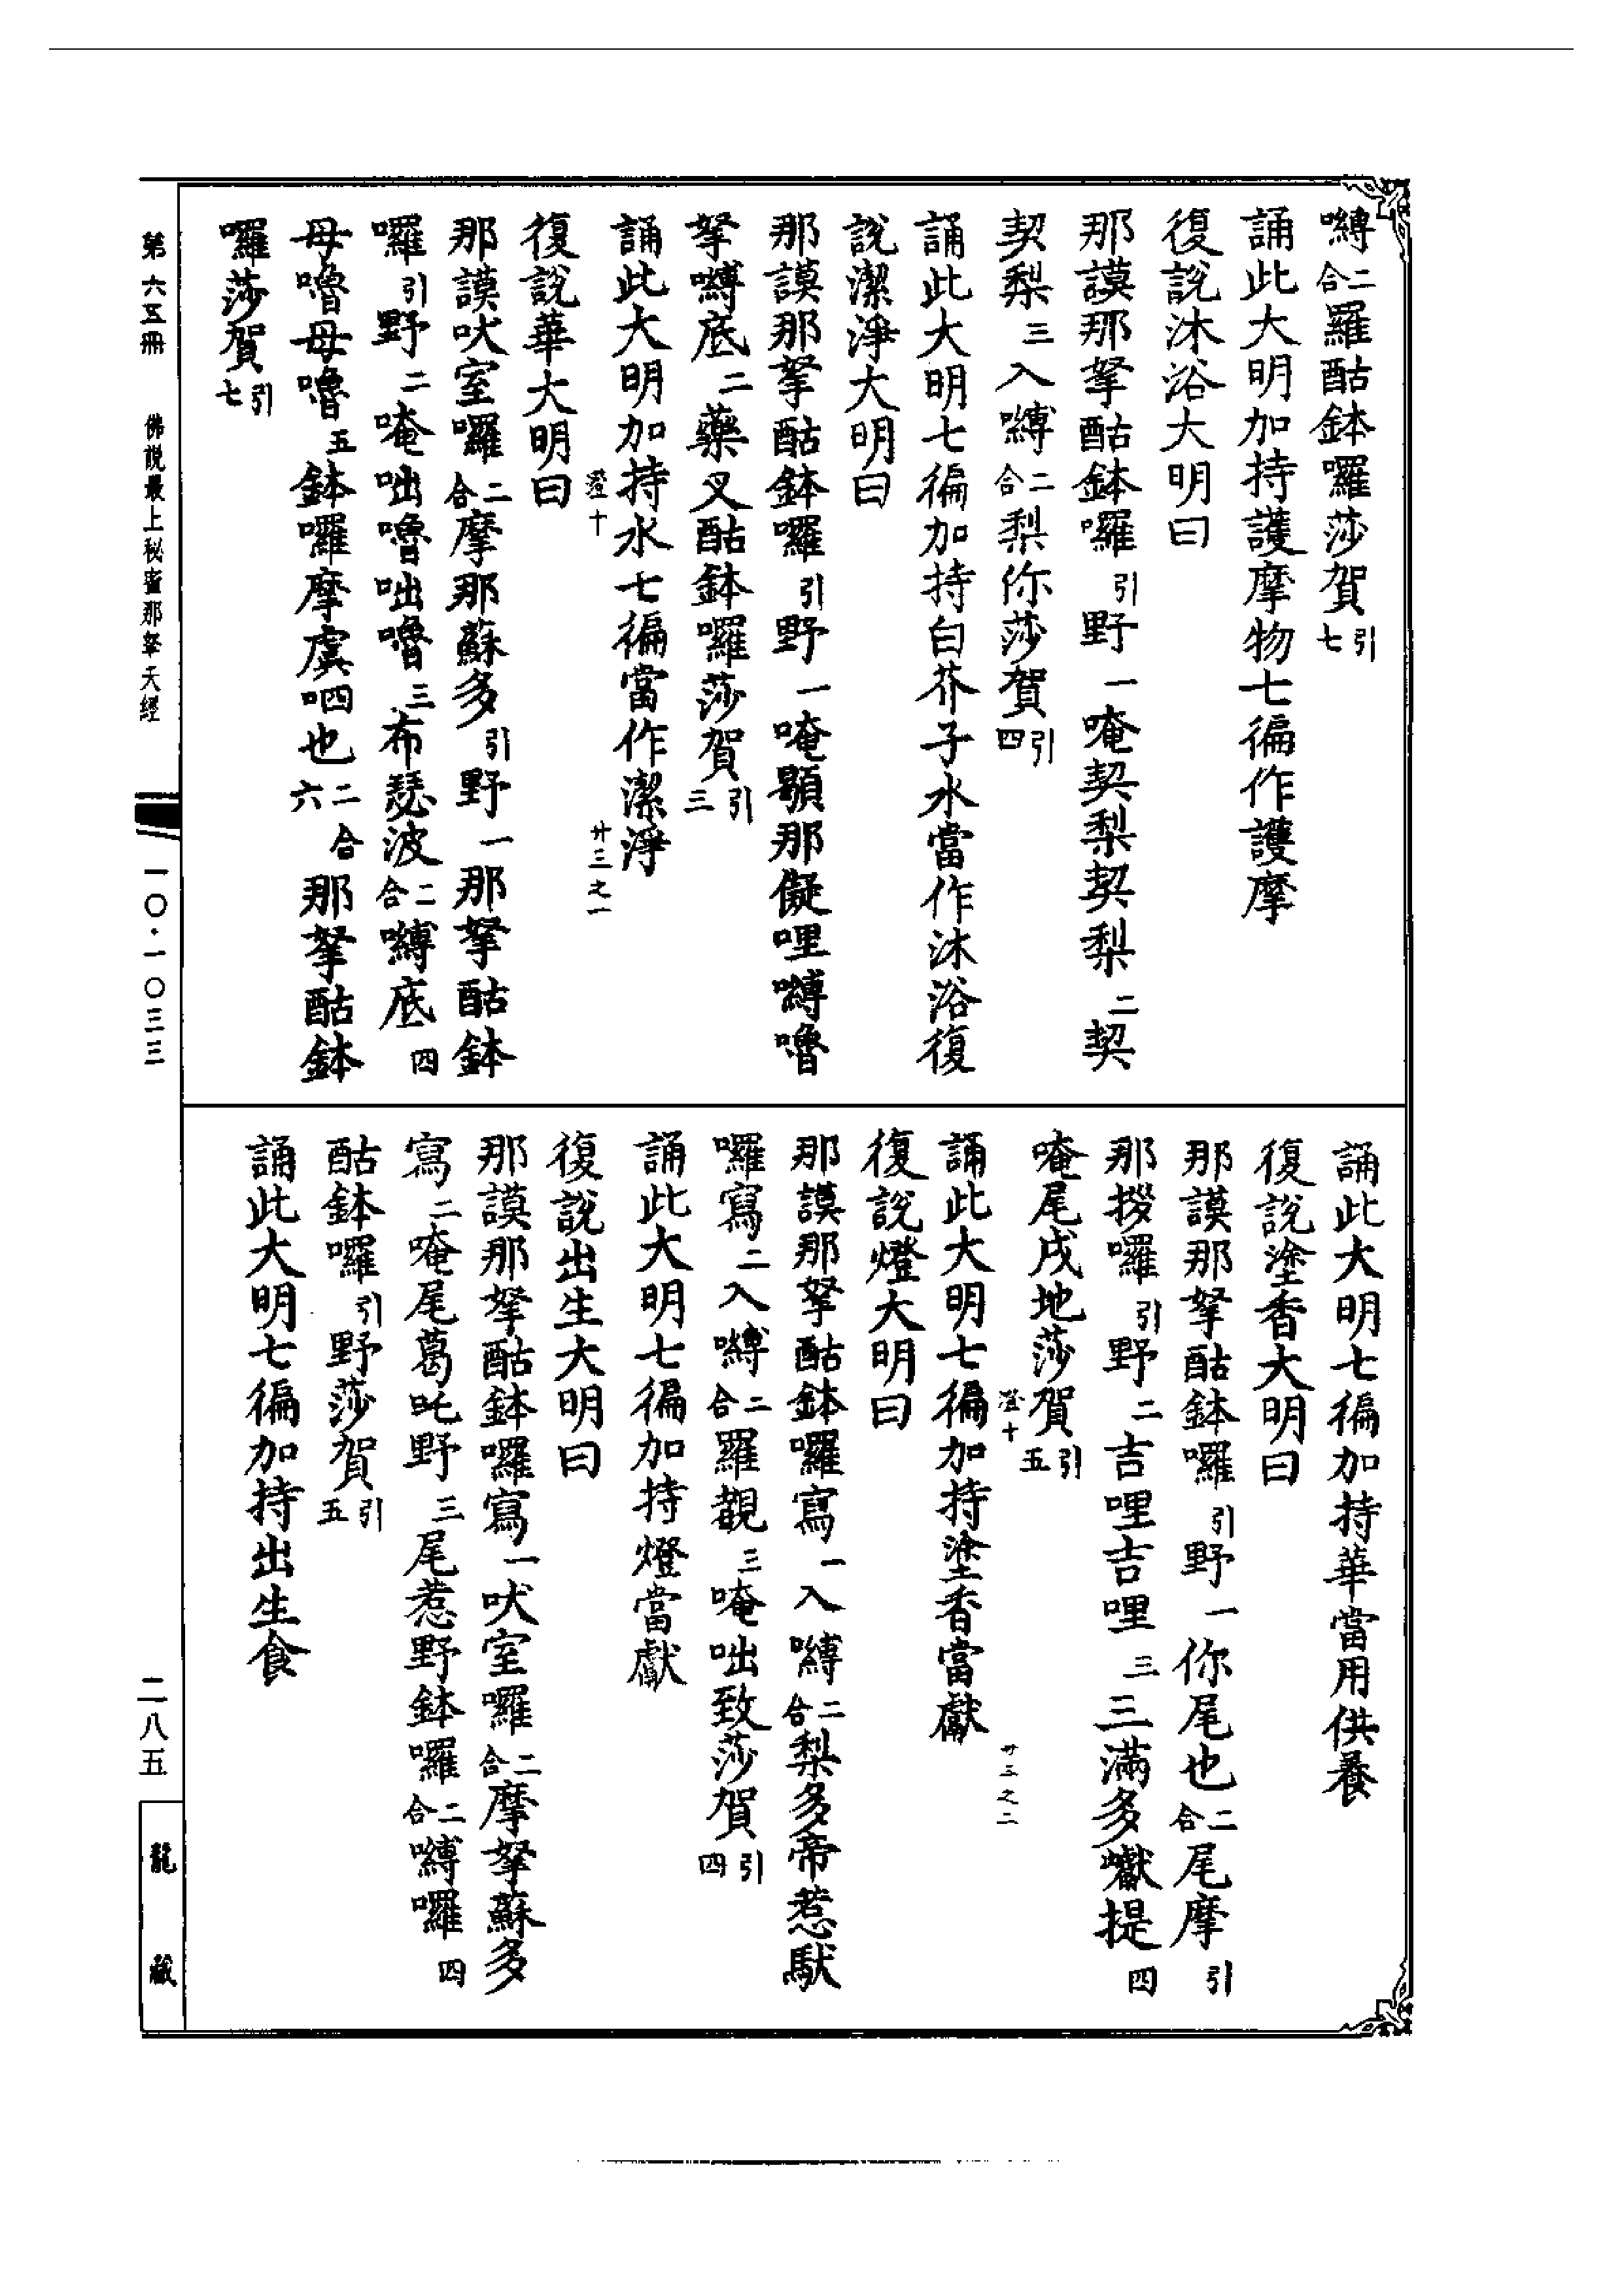 嚩二合羅酤鉢囉莎賀引七
誦此大明加持護摩物七徧作護摩
復說沐浴大明曰
那謨那拏酤鉢囉引野一唵契梨契梨二契
契梨三入嚩二合梨你莎賀引四
誦此大明七徧加持白芥子水當作沐浴復
說潔淨大明曰
那謨那拏酤鉢囉引野一唵顆那儗哩嚩嚕
拏嚩底二藥叉酤鉢囉莎賀引三
誦此大明加持水七徧當作潔淨
澄十 廿三之一
復說華大明曰
那謨吠室囉二合摩那蘇多引野一那拏酤鉢
囉引野二唵咄嚕咄嚕三布瑟波二合嚩底四
母嚕母嚕五鉢囉摩虞呬也二合六那拏酤鉢
囉莎賀引七
誦此大明七徧加持華當用供養
復說塗香大明曰
那謨那拏酤鉢囉引野一你尾也二合尾摩引
那拶囉引野二吉哩吉哩三三滿多巘提四
唵尾戌地莎賀引五
澄十 廿三之二
誦此大明七徧加持塗香當獻
復說燈大明曰
那謨那拏酤鉢囉寫一入嚩二合梨多帝惹馱
囉寫二入嚩二合羅覩三唵咄致莎賀引四
誦此大明七徧加持燈當獻
復說出生大明曰
那謨那拏酤鉢囉寫一吠室囉二合摩拏蘇多
寫二唵尾葛吒野三尾惹野鉢囉二合嚩囉四
酤鉢囉引野莎賀引五
誦此大明七徧加持出生食
第六五冊 佛說最上秘密那拏天經 一〇·一〇三三
二八五 龍藏